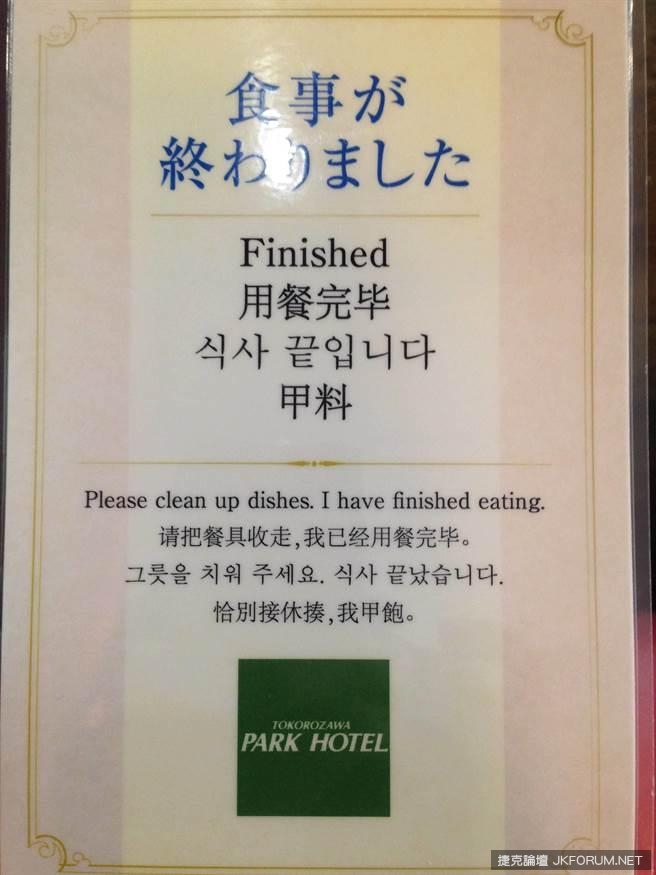 食事が
終わりました
Finished
用餐完毕
식사 끝입니다
甲料
Please clean up dishes. I have finished eating.
请把餐具收走,我已经用餐完毕。
그릇을 치워 주세요. 식사 끝났습니다.
恰別接休揍,我甲飽。
TOKOROZAWA
PARK HOTEL
捷克論壇 JKFORUM.NET